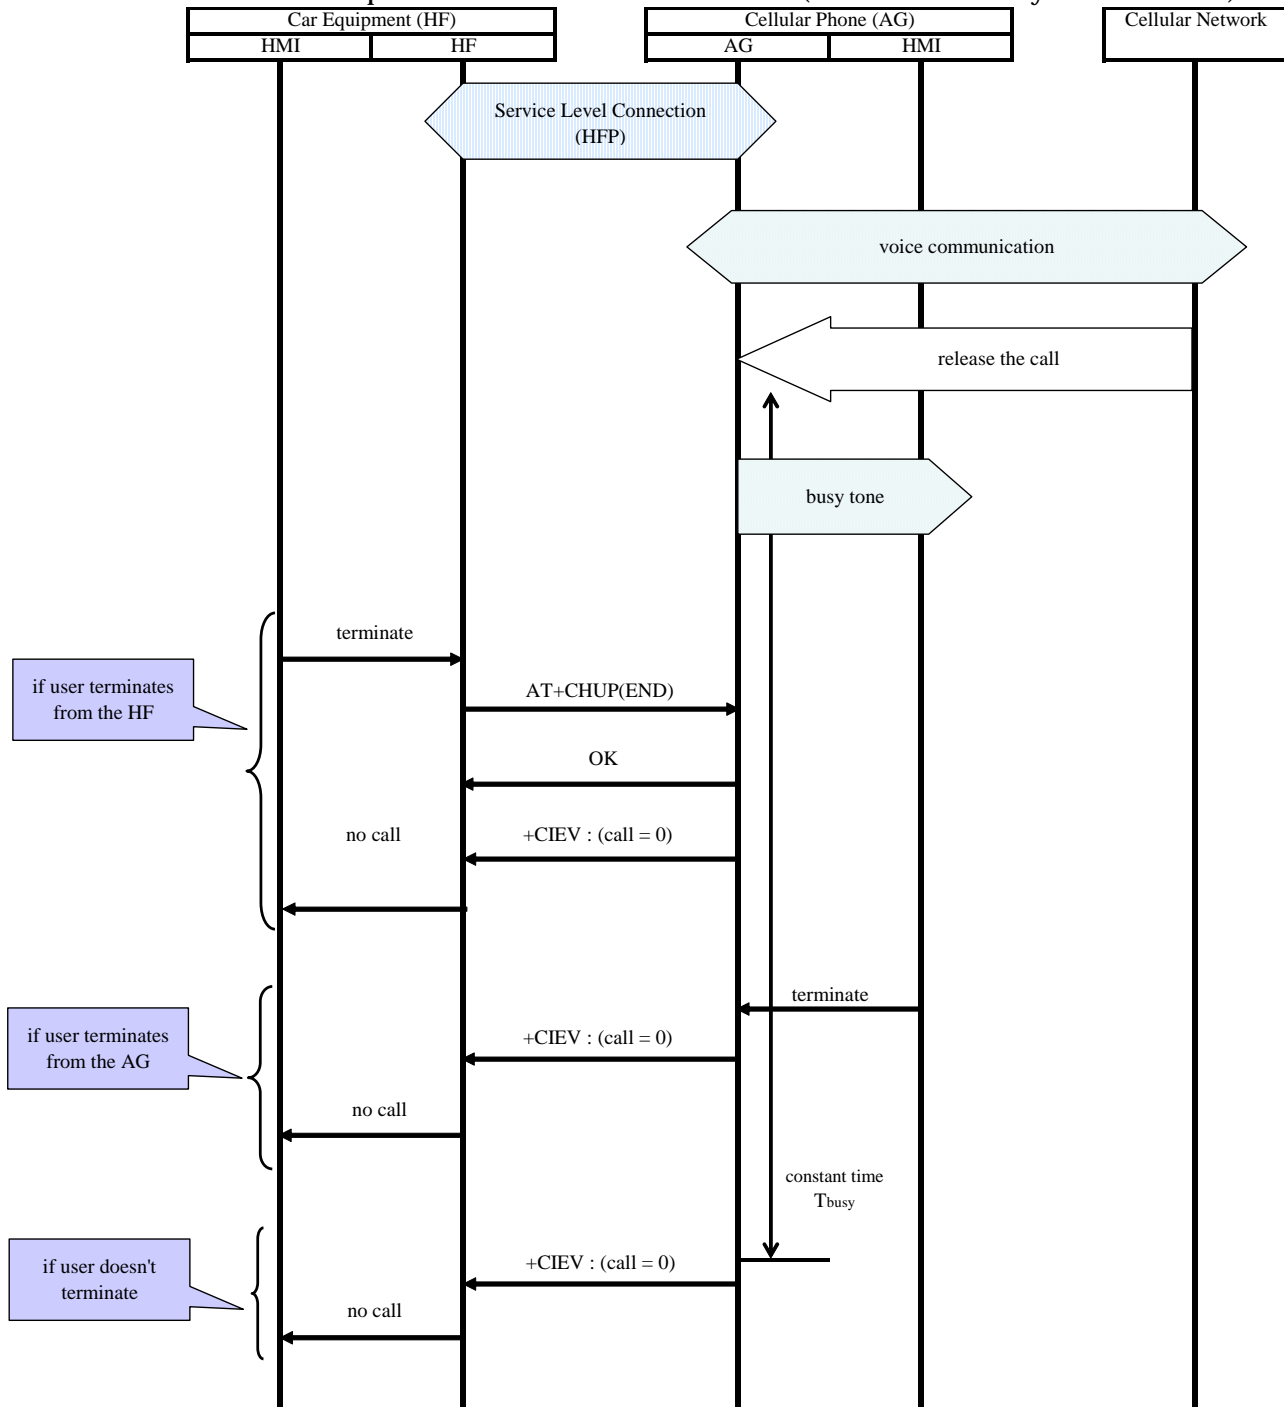 Car Equipment (HF)
Cellular Phone (AG)
Cellular Network
HMI
HF
AG
HMI
Service Level Connection
(HFP)
voice communication
release the call
busy tone
terminate
if user terminates
from the HF
AT+CHUP(END)
OK
no call
+CIEV : (call = 0)
terminate
if user terminates
from the AG
+CIEV : (call = 0)
no call
constant time
Tbusy
if user doesn't
terminate
+CIEV : (call = 0)
no call